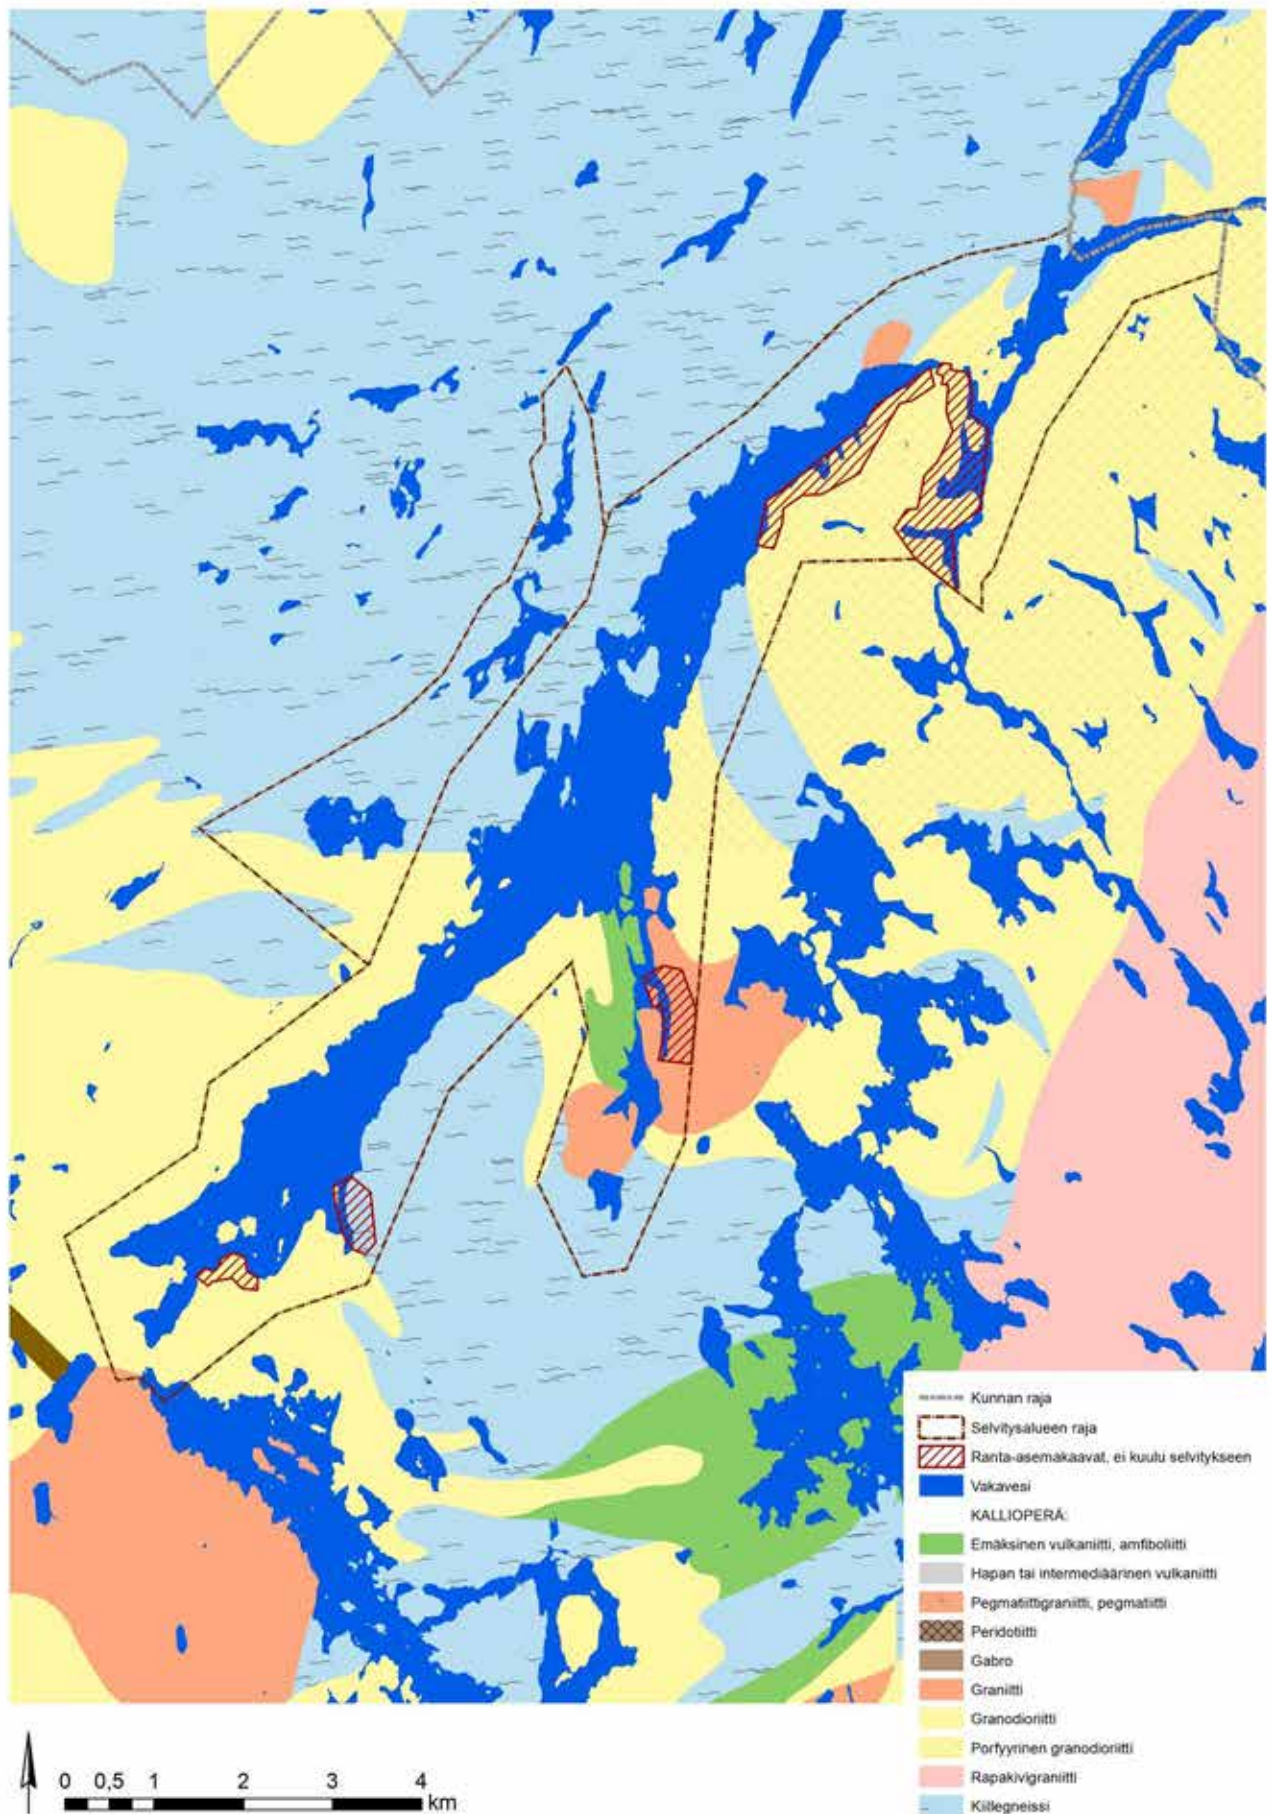 Kunnan raja
Selvitysalueen raja
Ranta-asemakaavat, ei kuulu selvitykseen
Vakavesi
KALLIOPERÄ:
Emäksinen vulkaniitti, amfiboliitti
Hapan tai intermediäärinen vulkaniitti
Pegmatiittigraniitti, pegmatiitti
Peridotiitti
Gabro
Graniitti
Granodioriitti
Porfyyrinen granodioriitti
Rapakivigraniitti
Kiillegneissi
0 0,5 1 2 3 4
km